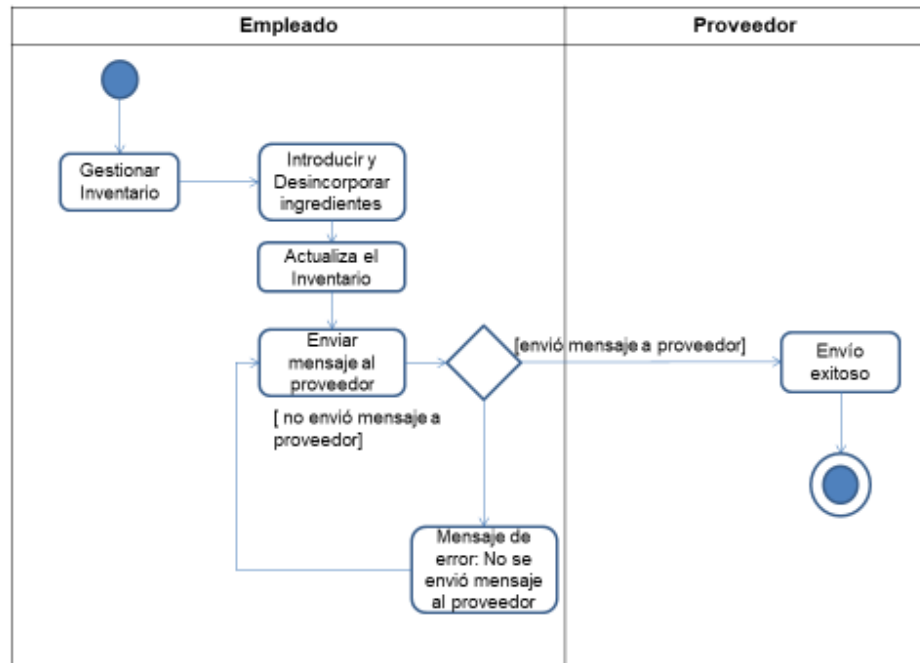 Empleado
Proveedor
Gestionar
Inventario
Introducir y
Desincorporar
ingredientes
Actualiza el
Inventario
Enviar
mensaje al
proveedor
[envió mensaje a proveedor]
Envío
exitoso
[ no envió mensaje a
proveedor]
Mensaje de
error: No se
envió mensaje
al proveedor